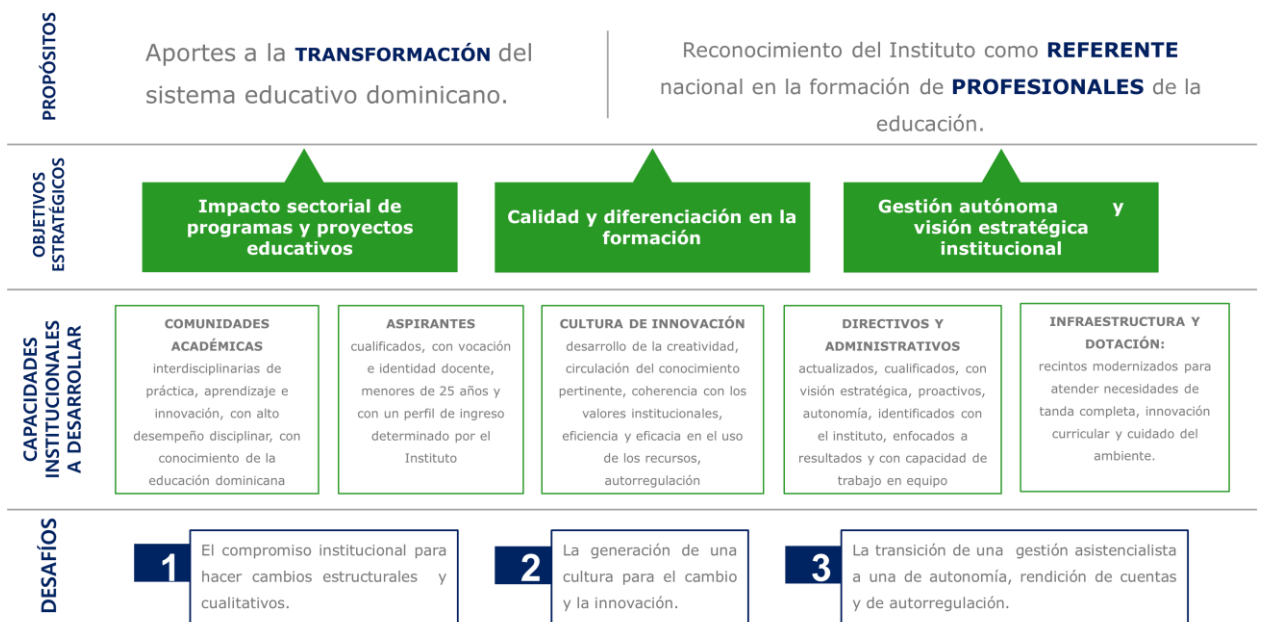 PROPÓSITOS
Aportes a la TRANSFORMACIÓN del
sistema educativo dominicano.
Reconocimiento del Instituto como REFERENTE
nacional en la formación de PROFESIONALES de la
educación.
OBJETIVOS
ESTRATÉGICOS
Impacto sectorial de
programas y proyectos
educativos
Calidad y diferenciación en la
formación
Gestión autónoma y
visión estratégica
institucional
CAPACIDADES
INSTITUCIONALES
A DESARROLLAR
COMUNIDADES
ACADÉMICAS
interdisciplinarias de
práctica, aprendizaje e
innovación, con alto
desempeño disciplinar, con
conocimiento de la
educación dominicana
ASPIRANTES
cualificados, con vocación
e identidad docente,
menores de 25 años y
con un perfil de ingreso
determinado por el
Instituto
CULTURA DE INNOVACIÓN
desarrollo de la creatividad,
circulación del conocimiento
pertinente, coherencia con los
valores institucionales,
eficiencia y eficacia en el uso
de los recursos,
autorregulación
DIRECTIVOS Y
ADMINISTRATIVOS
actualizados, cualificados, con
visión estratégica, proactivos,
autonomía, identificados con
el instituto, enfocados a
resultados y con capacidad de
trabajo en equipo
INFRAESTRUCTURA Y
DOTACIÓN:
recintos modernizados para
atender necesidades de
tanda completa, innovación
curricular y cuidado del
ambiente.
DESAFÍOS
1
El compromiso institucional para
hacer cambios estructurales y
cualitativos.
2
La generación de una
cultura para el cambio
y la innovación.
3
La transición de una gestión asistencialista
a una de autonomía, rendición de cuentas
y de autorregulación.